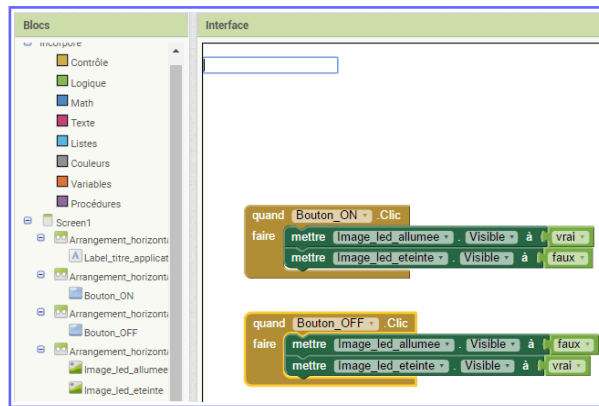 Blocs
Interface
Incorporé
Contrôle
Logique
Math
Texte
Listes
Couleurs
Variables
Procédures
Screen1
Arrangement_horizonta
Label_titre_applicat
Arrangement_horizonta
Bouton_ON
Arrangement_horizonta
Bouton_OFF
Arrangement_horizonta
Image_led_allumee
Image_led_eteinte
quand Bouton_ON .Clic
faire mettre Image_led_allumee . Visible à vrai
mettre Image_led_eteinte . Visible à faux
quand Bouton_OFF .Clic
faire mettre Image_led_allumee . Visible à faux
mettre Image_led_eteinte . Visible à vrai